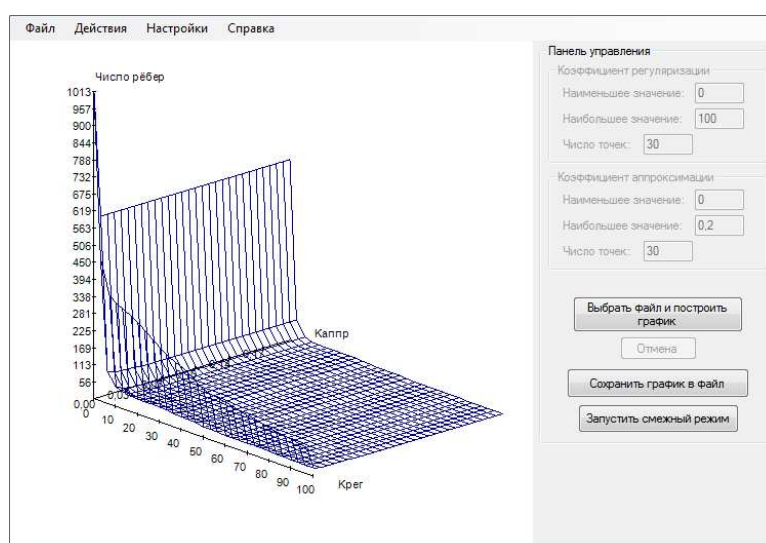 Файл Действия Настройки Справка
Число рёбер
1013
957
900
844
788
732
675
619
563
506
450
394
338
281
225
169
113
56
0,00
0,03
0
10
20
30
40
50
60
70
80
90
100
Каппр
Крег
Панель управления
Коэффициент регуляризации
Наименьшее значение: 0
Наибольшее значение: 100
Число точек: 30
Коэффициент аппроксимации
Наименьшее значение: 0
Наибольшее значение: 0,2
Число точек: 30
Выбрать файл и построить
график
Отмена
Сохранить график в файл
Запустить смежный режим